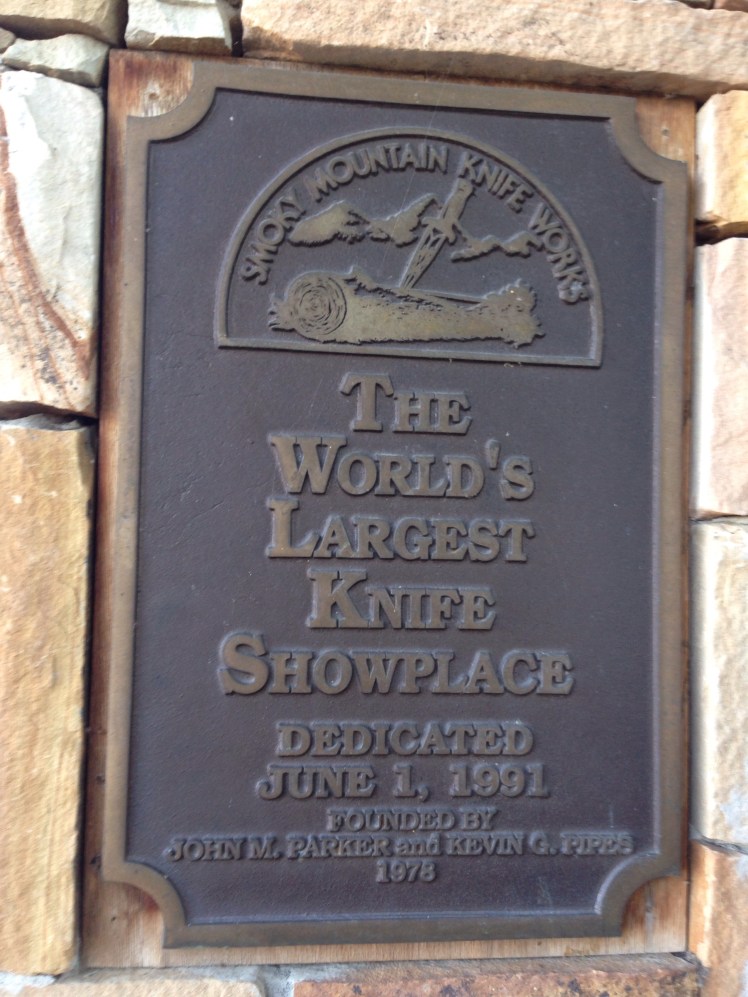 SMOKY MOUNTAIN KNIFE WORKS
THE
WORLD'S
LARGEST
KNIFE
SHOWPLACE
DEDICATED
JUNE 1, 1991
FOUNDED BY
JOHN M. PARKER and KEVIN G. PIPES
1978